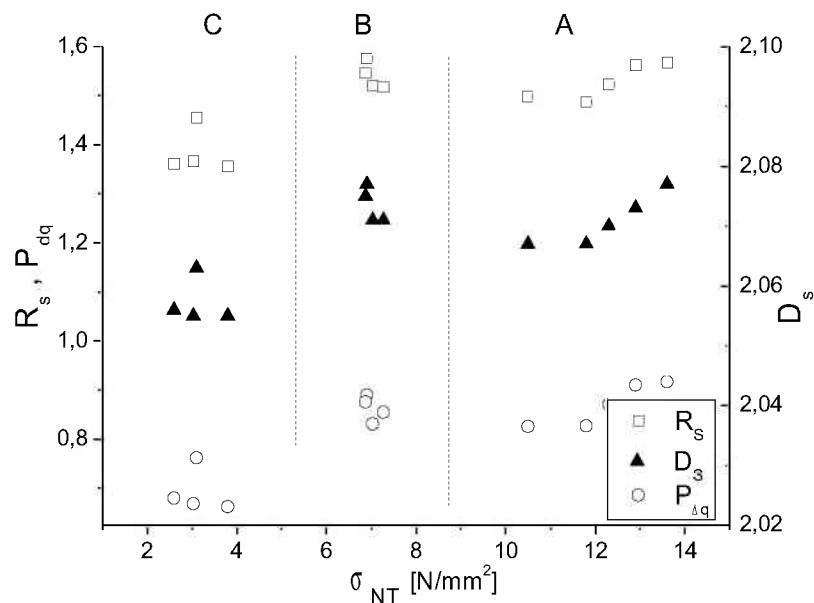 C B A
1,6
1,4
1,2
1,0
0,8
2,10
2,08
2,06
2,04
2,02
R_s , P_dq
D_s
R_S
D_3
P_Δq
2 4 6 8 10 12 14
σ_NT [N/mm²]